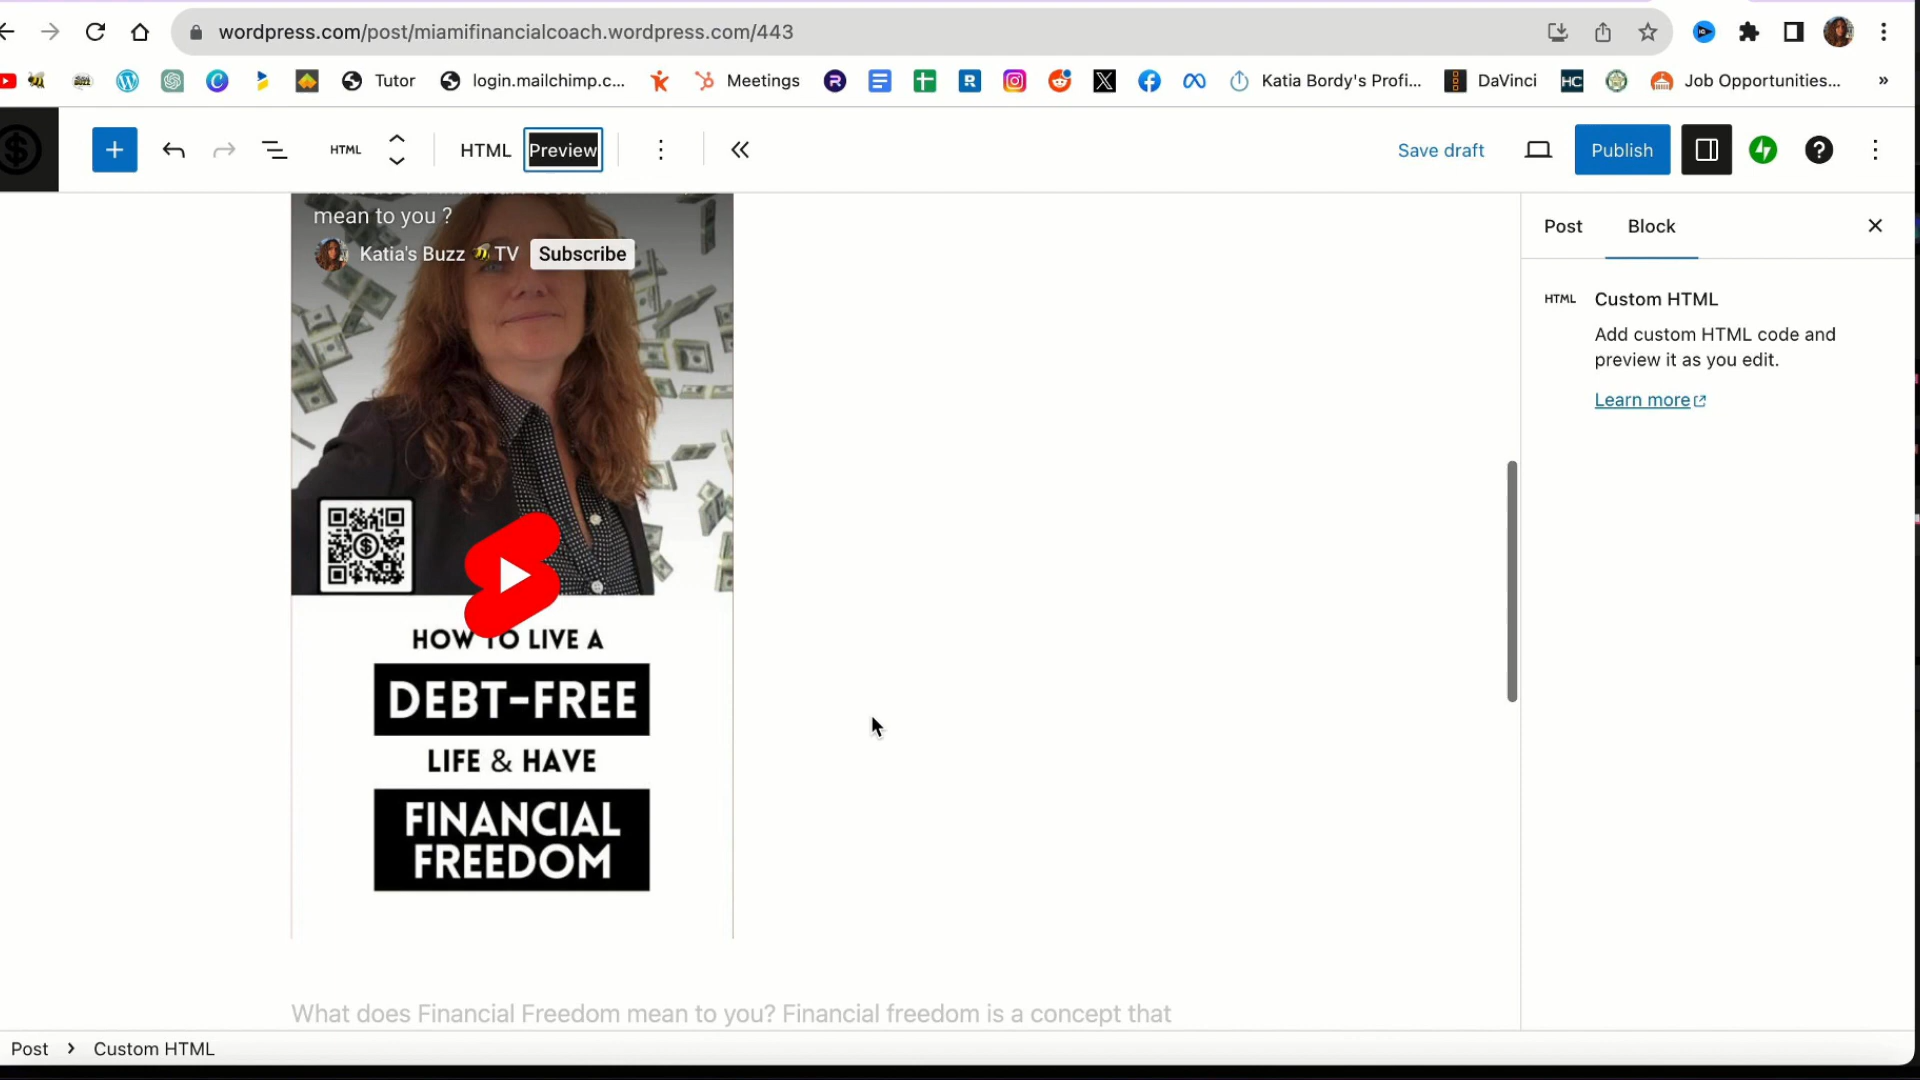 wordpress.com/post/miamifinancialcoach.wordpress.com/443
Tutor
login.mailchimp.c...
Meetings
Katia Bordy's Profi...
DaVinci
HC
Job Opportunities...
»
HTML
HTML
Preview
Save draft
Publish
mean to you ?
Katia's Buzz 🐝TV
Subscribe
HOW TO LIVE A
DEBT-FREE
LIFE & HAVE
FINANCIAL
FREEDOM
What does Financial Freedom mean to you? Financial freedom is a concept that
Post
Block
HTML
Custom HTML
Add custom HTML code and
preview it as you edit.
Learn more
Post > Custom HTML